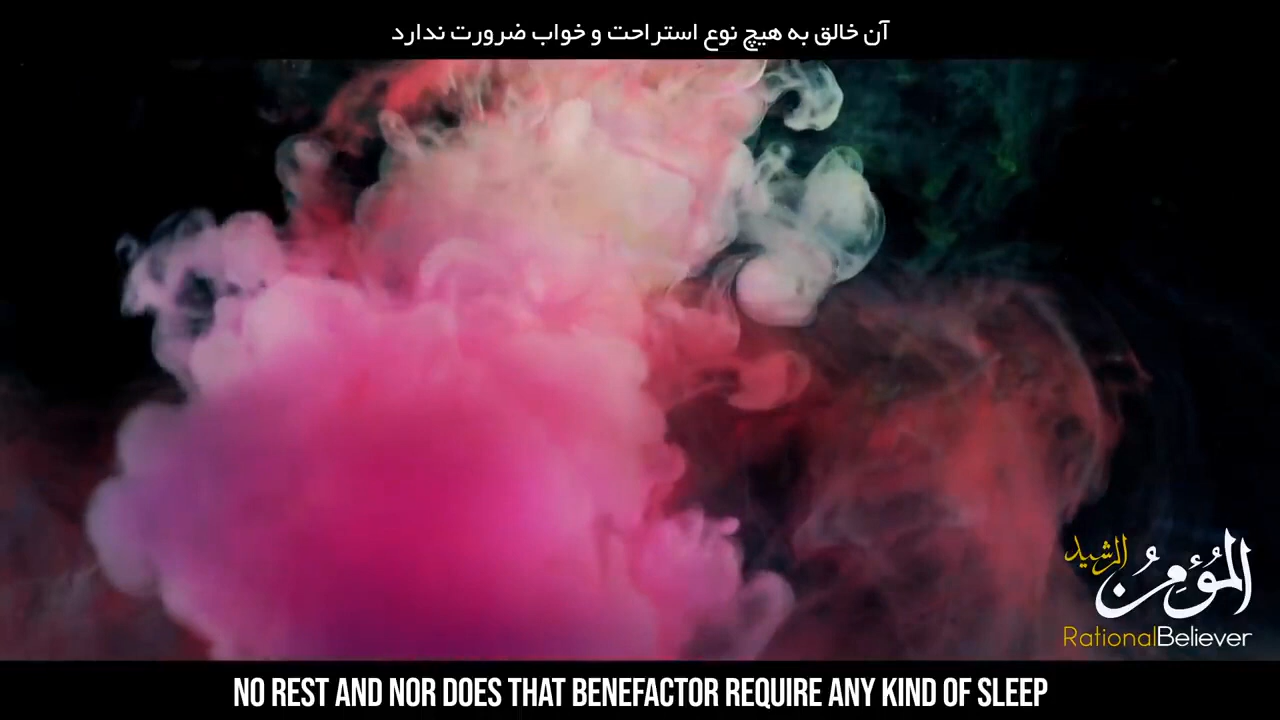 آن خالق به هیچ نوع استراحت و خواب ضرورت ندارد
المؤمن الرشيد
RationalBeliever
NO REST AND NOR DOES THAT BENEFACTOR REQUIRE ANY KIND OF SLEEP